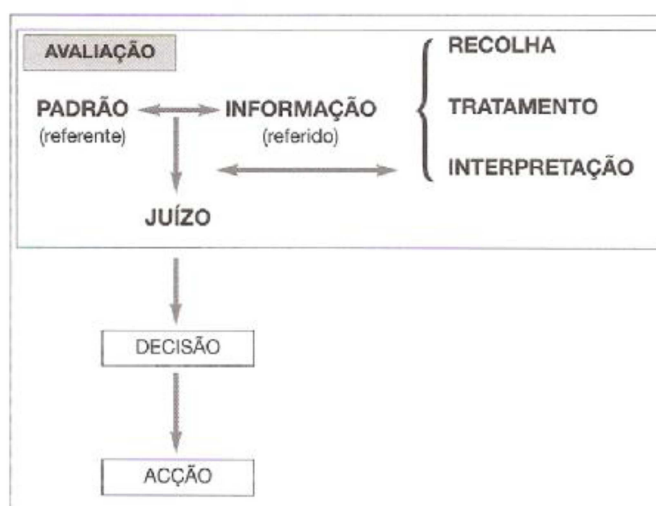 AVALIAÇÃO
RECOLHA
PADRÃO INFORMAÇÃO
(referente) (referido)
TRATAMENTO
INTERPRETAÇÃO
JUÍZO
DECISÃO
ACÇÃO